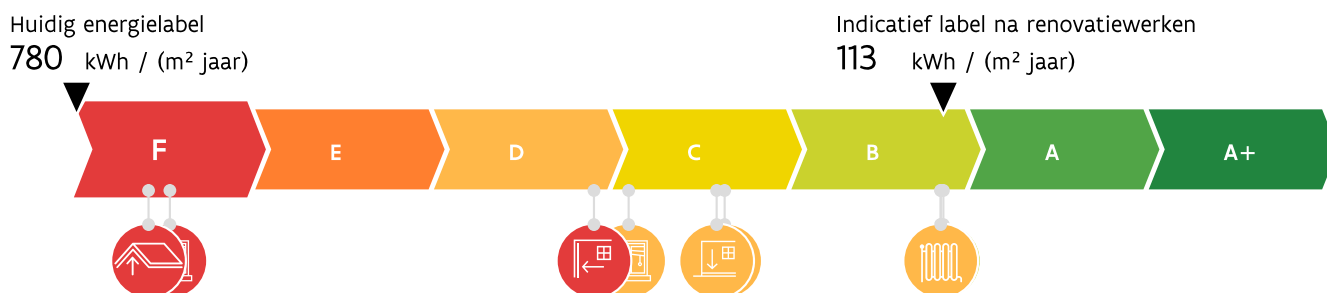 Huidig energielabel
780 kWh / (m² jaar)
Indicatief label na renovatiewerken
113 kWh / (m² jaar)
F E D C B A A+